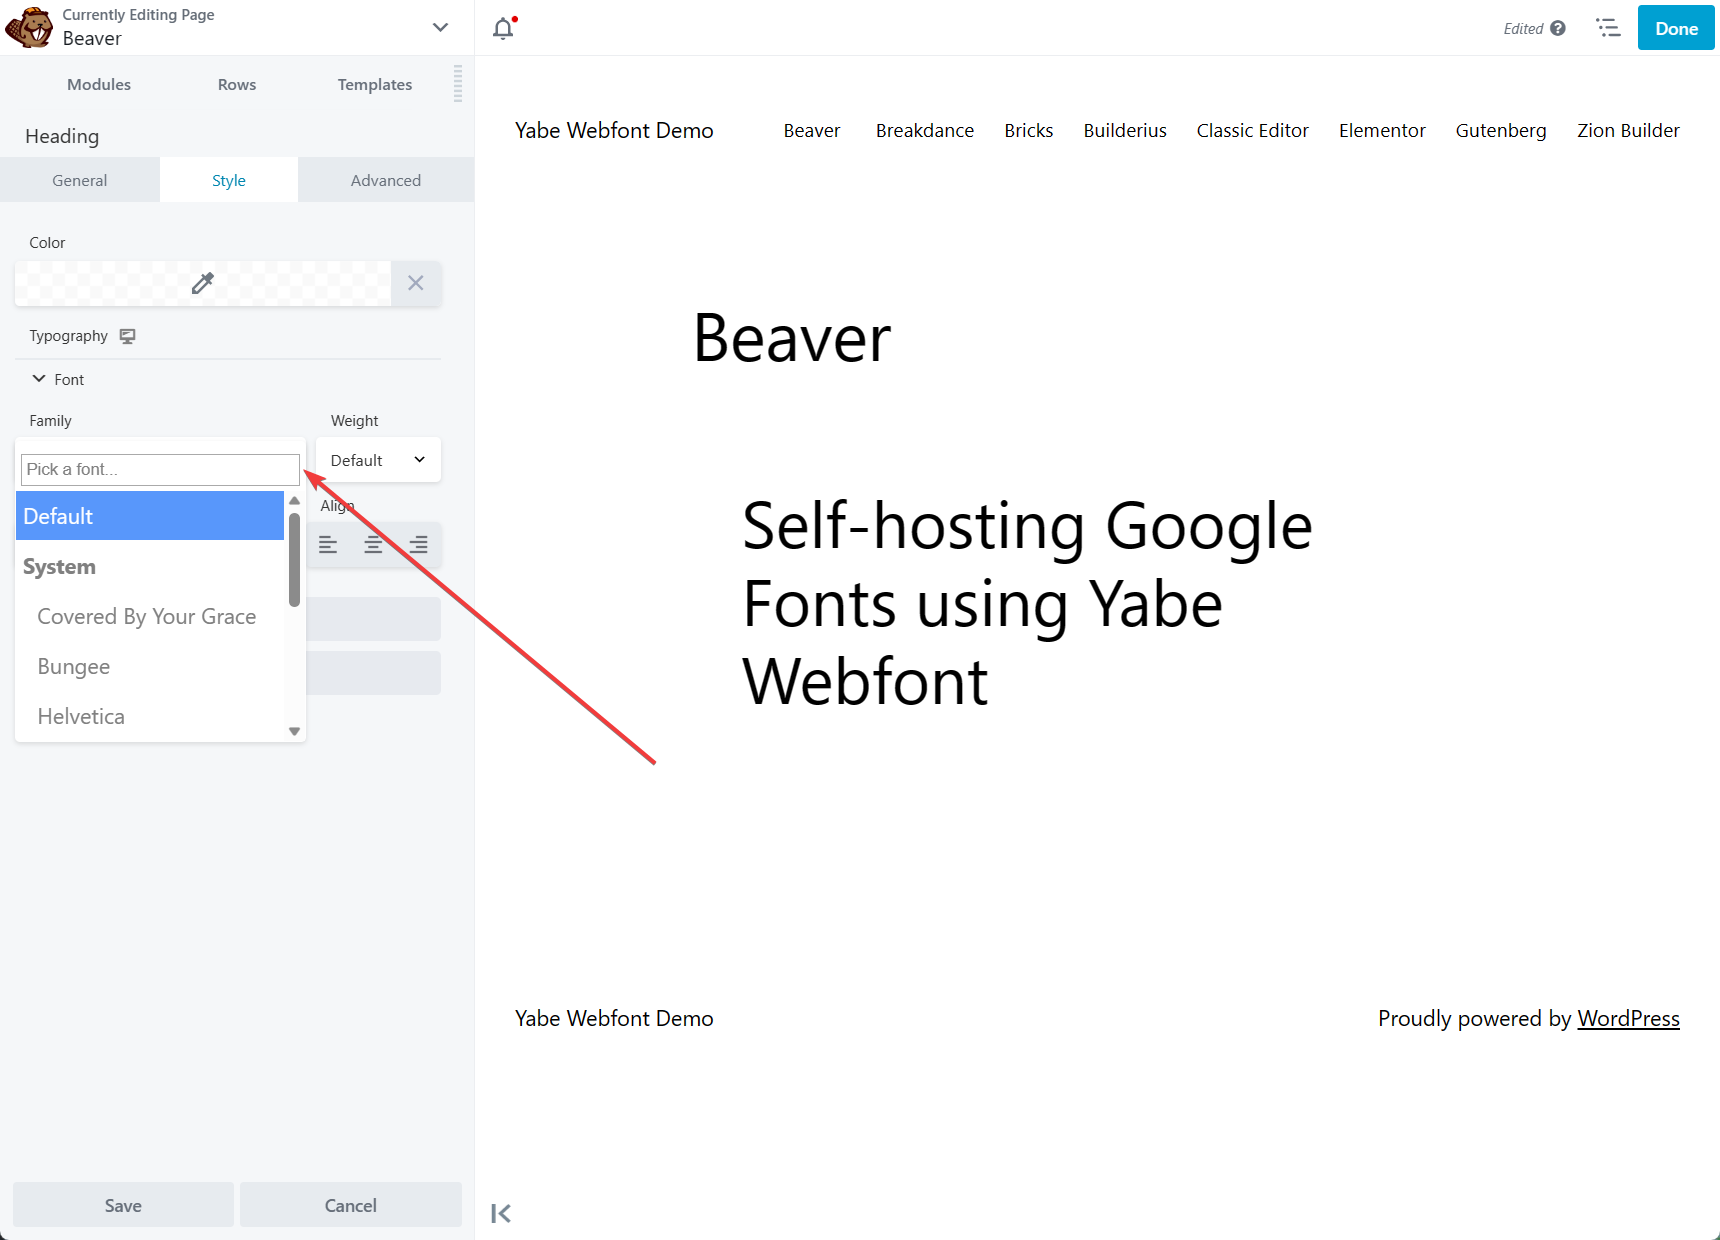 Currently Editing Page
Beaver
Edited
Done
Modules
Rows
Templates
Heading
General
Style
Advanced
Color
Typography
Font
Family
Weight
Pick a font...
Default
Default
Align
System
Covered By Your Grace
Bungee
Helvetica
Save
Cancel
Yabe Webfont Demo
Beaver
Breakdance
Bricks
Builderius
Classic Editor
Elementor
Gutenberg
Zion Builder
Beaver
Self-hosting Google
Fonts using Yabe
Webfont
Yabe Webfont Demo
Proudly powered by WordPress